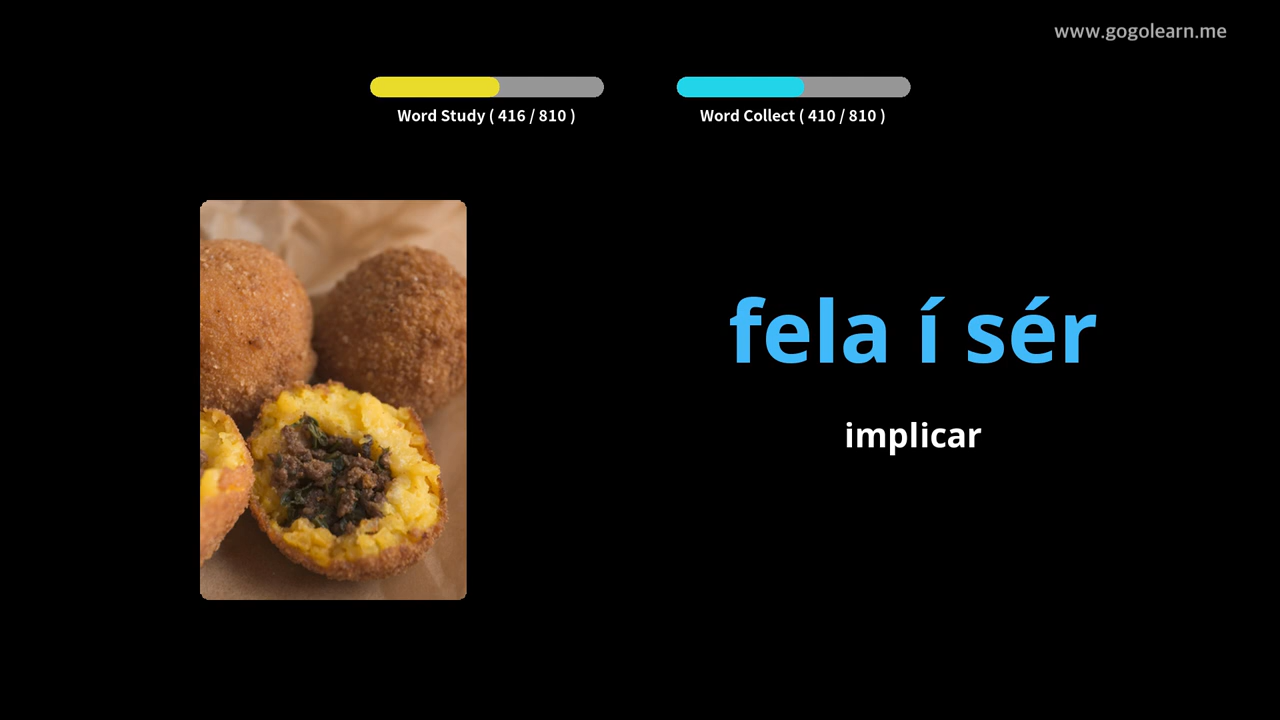 www.gogolearn.me
Word Study ( 416 / 810 )
Word Collect ( 410 / 810 )
fela í sér
implicar